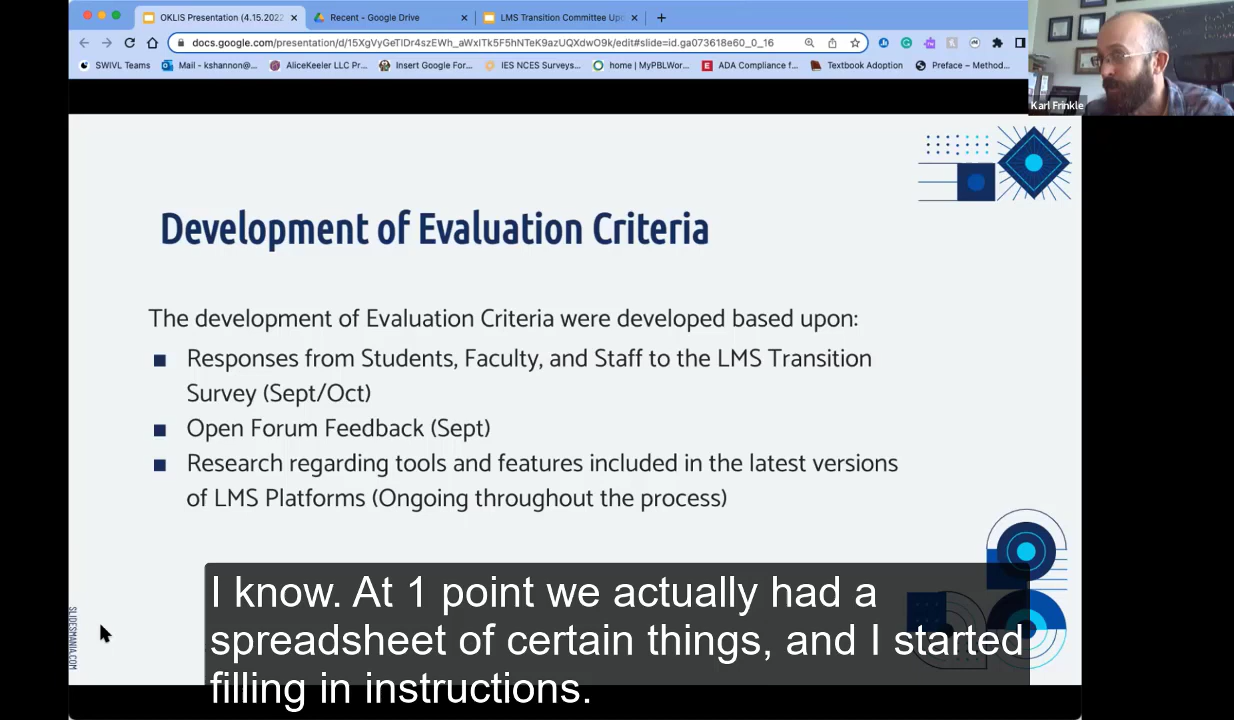 OKLIS Presentation (4.15.2022
Recent - Google Drive
LMS Transition Committee Up
docs.google.com/presentation/d/15XgVyGeTIDr4szEWh_aWxITk5F5hNTeK9azUQXdwO9k/edit#slide=id.ga073618e60_0_16
SWIVL Teams
Mail - kshannon@...
AliceKeeler LLC Pr...
Insert Google For...
IES NCES Surveys...
home | MyPBLWor...
ADA Compliance f...
Textbook Adoption
Preface – Method...
Karl Frinkle
Development of Evaluation Criteria
The development of Evaluation Criteria were developed based upon:
Responses from Students, Faculty, and Staff to the LMS Transition
Survey (Sept/Oct)
Open Forum Feedback (Sept)
Research regarding tools and features included in the latest versions
of LMS Platforms (Ongoing throughout the process)
SLIDESMANIA.COM
I know. At 1 point we actually had a
spreadsheet of certain things, and I started
filling in instructions.